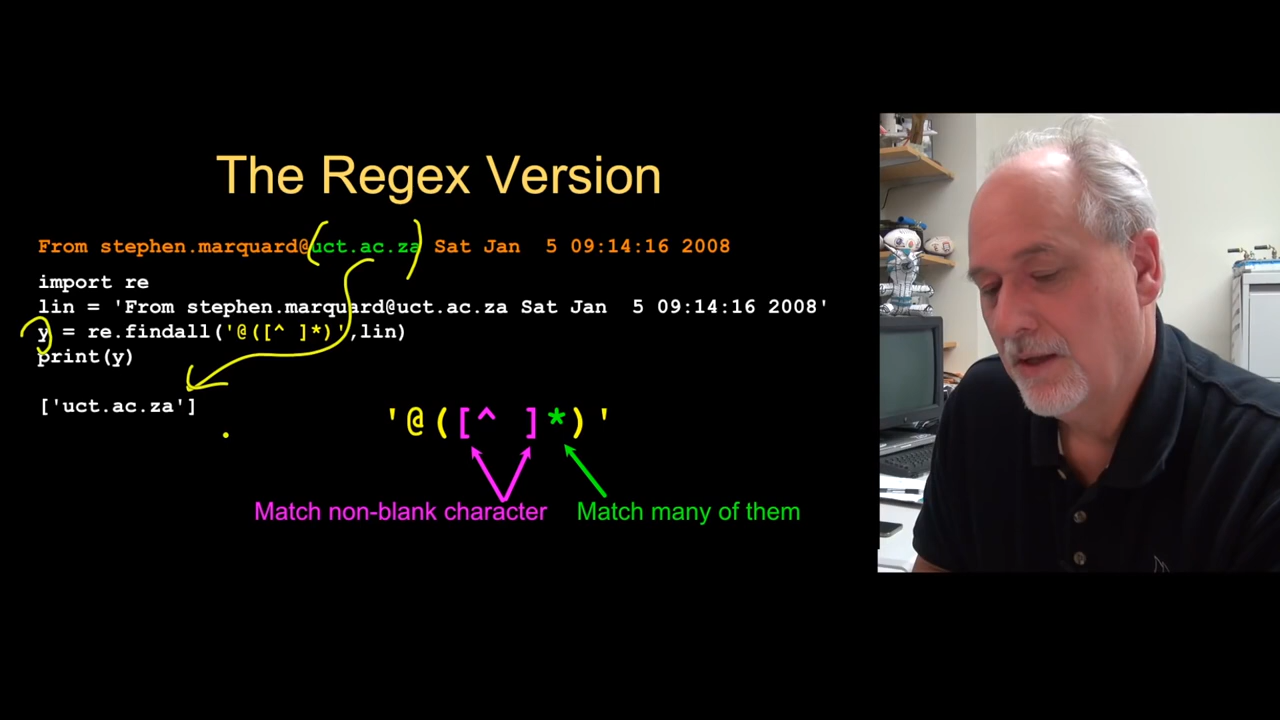 The Regex Version
From stephen.marquard@uct.ac.za Sat Jan  5 09:14:16 2008
import re
lin = 'From stephen.marquard@uct.ac.za Sat Jan  5 09:14:16 2008'
y = re.findall('@([^ ]*)',lin)
print(y)
['uct.ac.za']
'@([^ ]*)'
Match non-blank character
Match many of them